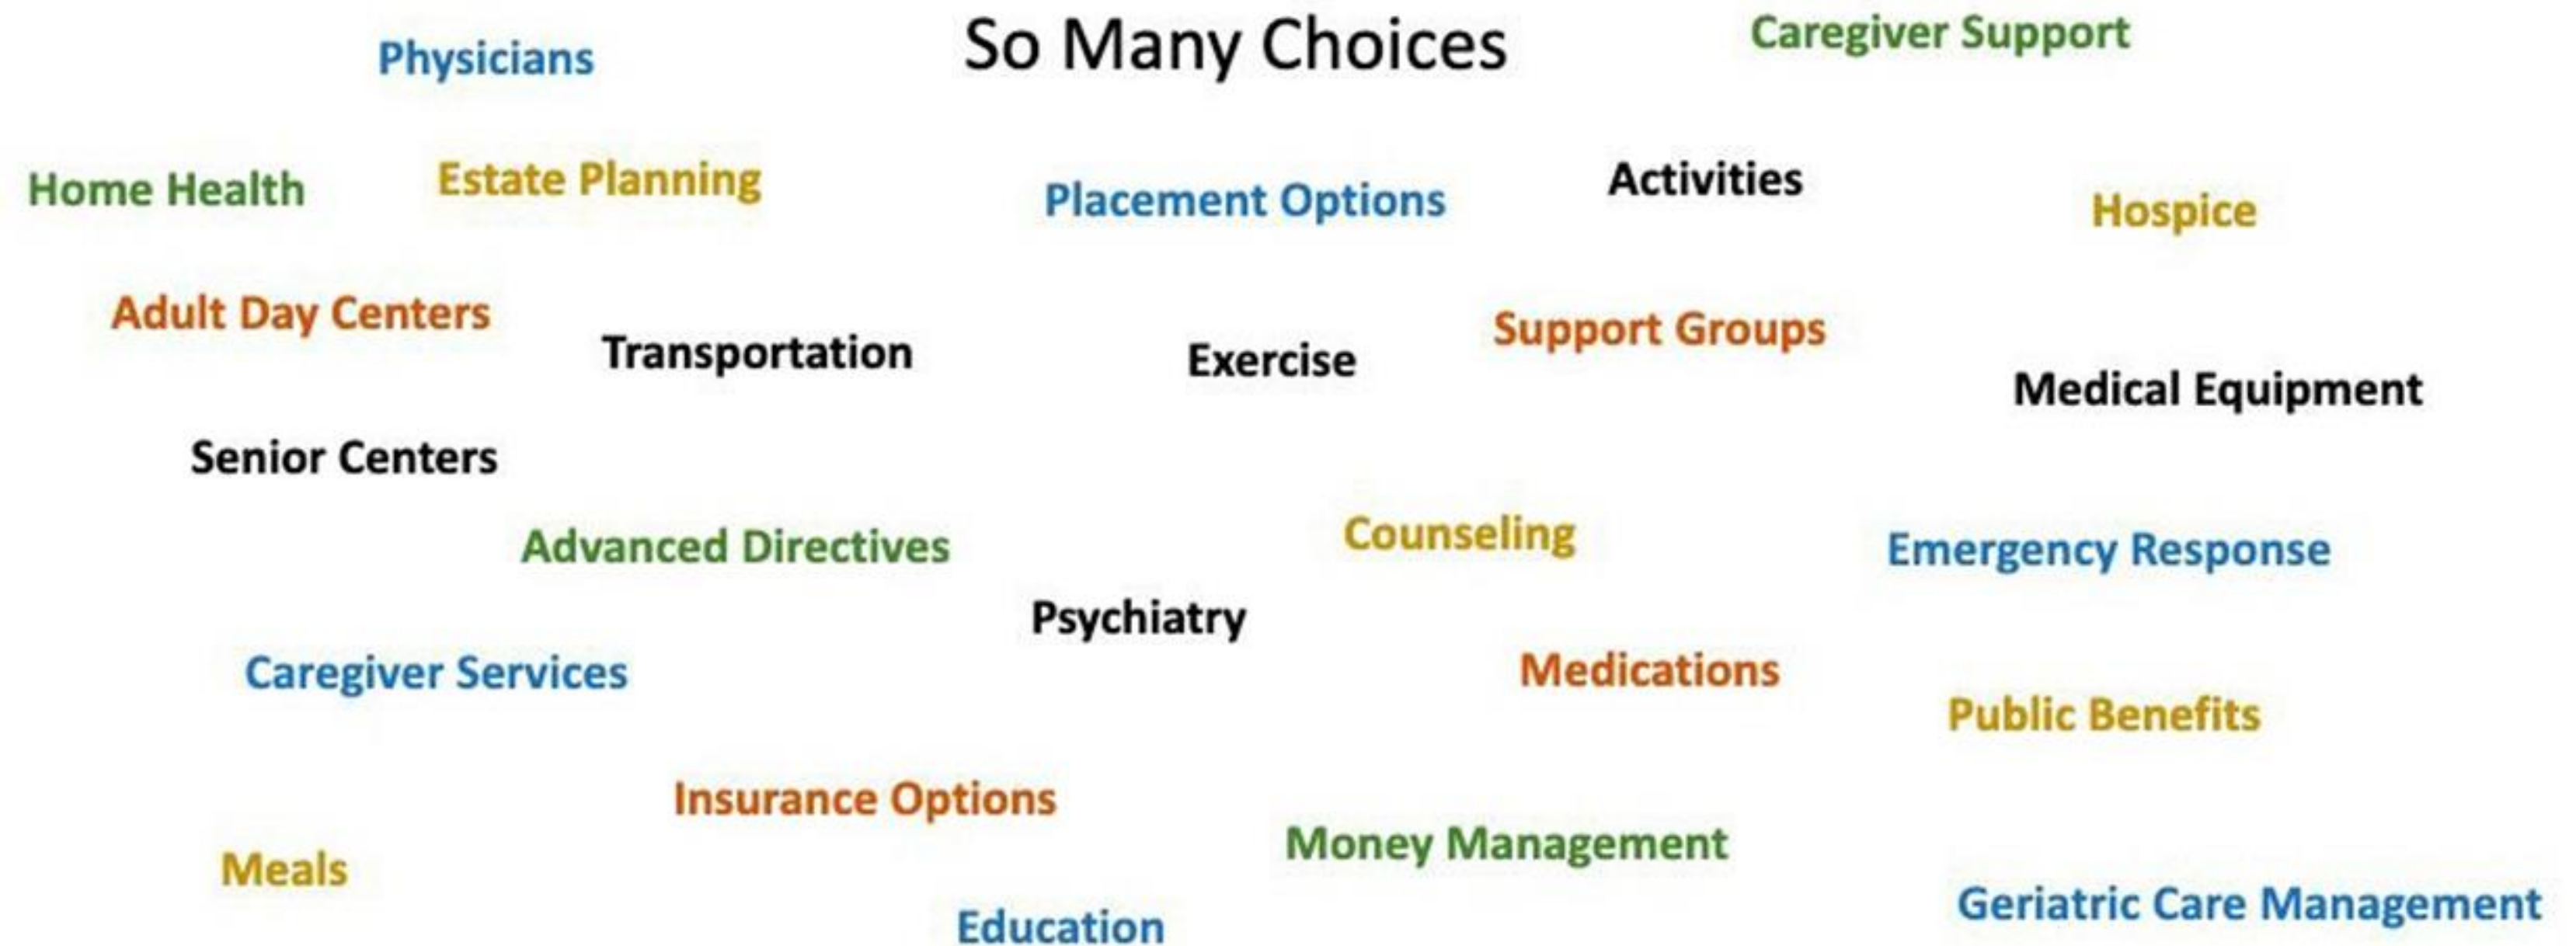 So Many Choices
Caregiver Support
Physicians
Home Health
Estate Planning
Placement Options
Activities
Hospice
Adult Day Centers
Transportation
Exercise
Support Groups
Medical Equipment
Senior Centers
Advanced Directives
Counseling
Emergency Response
Psychiatry
Caregiver Services
Medications
Public Benefits
Insurance Options
Money Management
Meals
Education
Geriatric Care Management